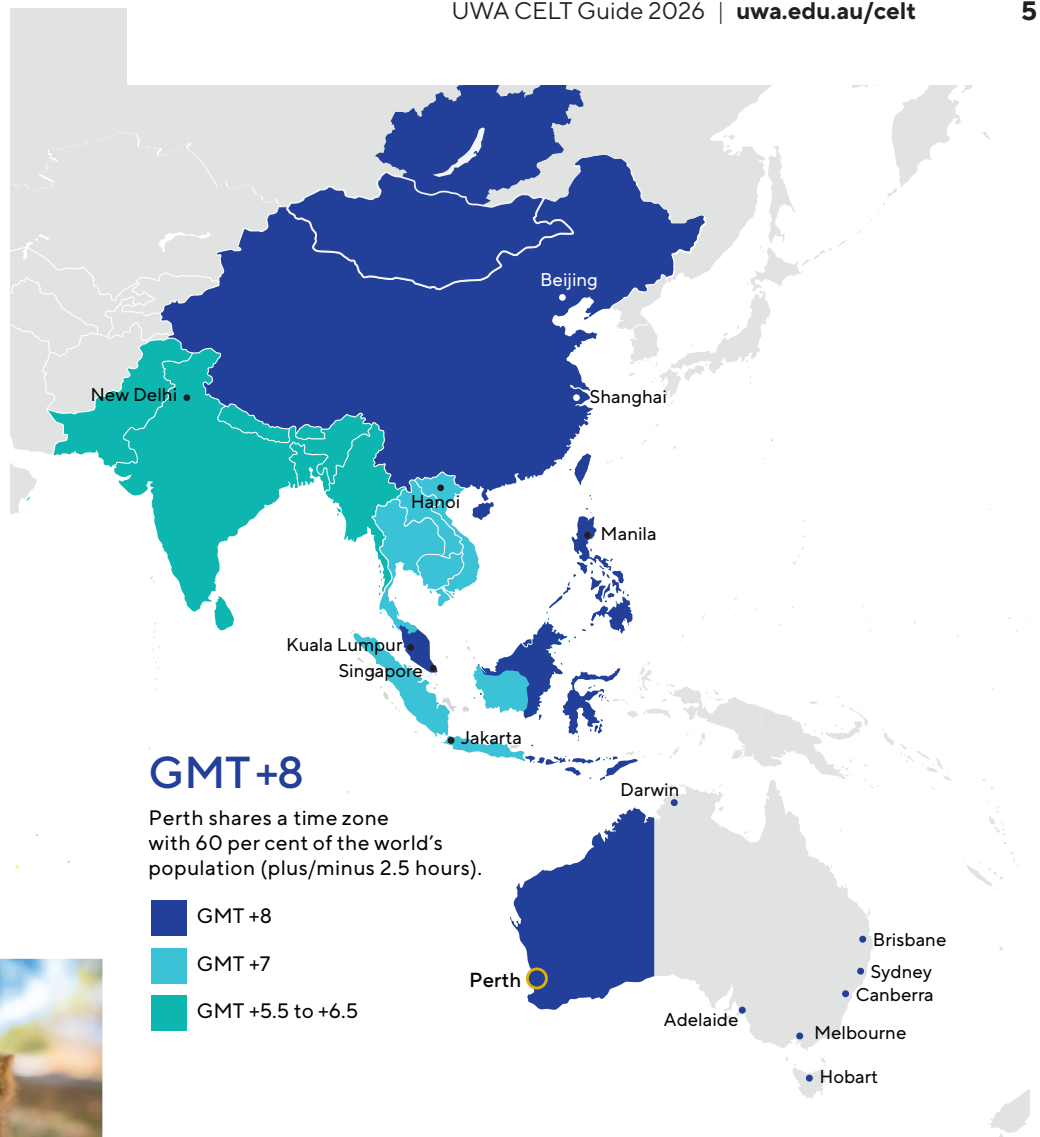 UWA CELT Guide 2026 | uwa.edu.au/celt 5
Beijing
New Delhi
Shanghai
Hanoi
Manila
Kuala Lumpur
Singapore
Jakarta
GMT +8
Perth shares a time zone
with 60 per cent of the world's
population (plus/minus 2.5 hours).
GMT +8
GMT +7
GMT +5.5 to +6.5
Darwin
Brisbane
Sydney
Perth
Canberra
Adelaide
Melbourne
Hobart